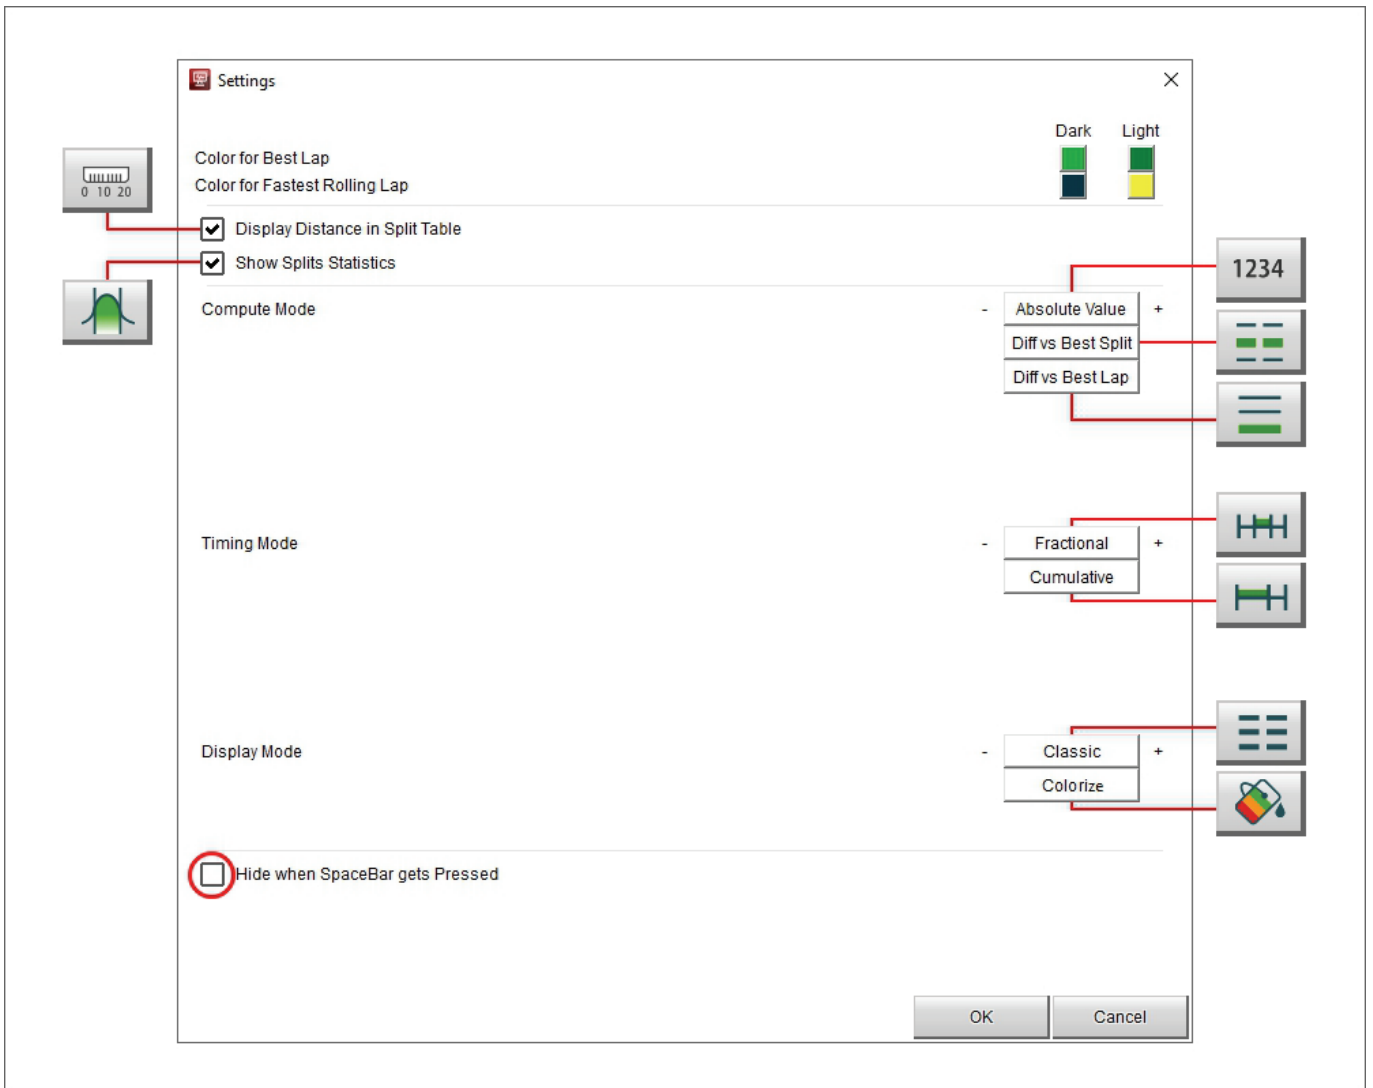 Settings
Dark Light
Color for Best Lap
Color for Fastest Rolling Lap
0 10 20
Display Distance in Split Table
Show Splits Statistics
1234
Compute Mode - Absolute Value +
Diff vs Best Split
Diff vs Best Lap
Timing Mode - Fractional +
Cumulative
Display Mode - Classic +
Colorize
Hide when SpaceBar gets Pressed
OK Cancel